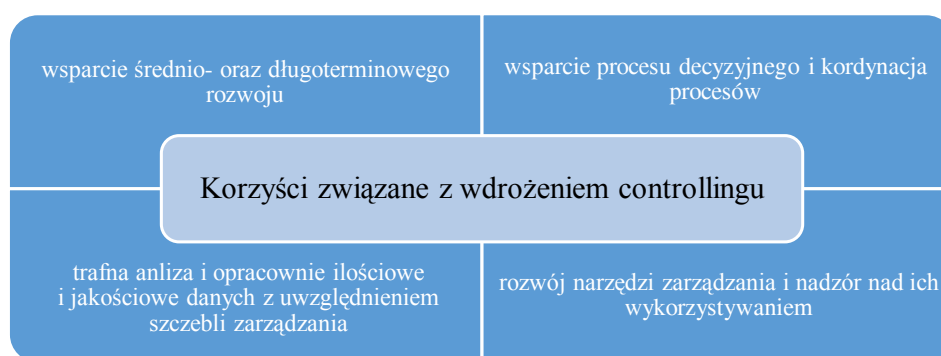 wsparcie średnio- oraz długoterminowego
rozwoju
wsparcie procesu decyzyjnego i kordynacja
procesów
Korzyści związane z wdrożeniem controllingu
trafna anliza i opracownie ilościowe
i jakościowe danych z uwzględnieniem
szczebli zarządzania
rozwój narzędzi zarządzania i nadzór nad ich
wykorzystywaniem